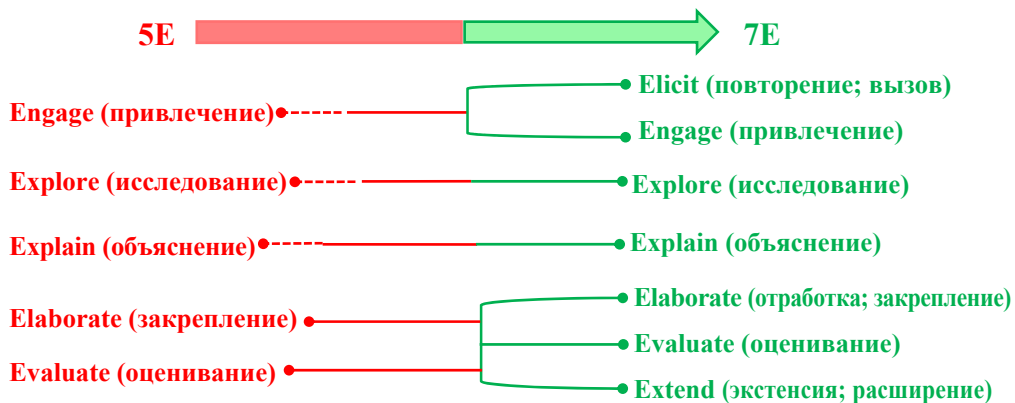 5E 7E
Engage (привлечение)
Elicit (повторение; вызов)
Engage (привлечение)
Explore (исследование)
Explore (исследование)
Explain (объяснение)
Explain (объяснение)
Elaborate (закрепление)
Evaluate (оценивание)
Elaborate (отработка; закрепление)
Evaluate (оценивание)
Extend (экстенсия; расширение)